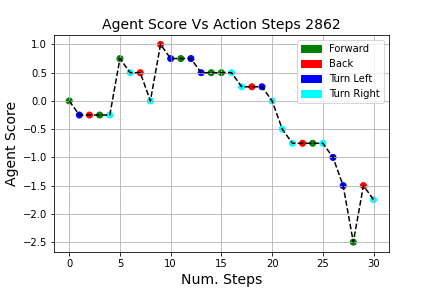 Agent Score Vs Action Steps 2862
Agent Score
1.0
0.5
0.0
−0.5
−1.0
−1.5
−2.0
−2.5
Forward
Back
Turn Left
Turn Right
0 5 10 15 20 25 30
Num. Steps